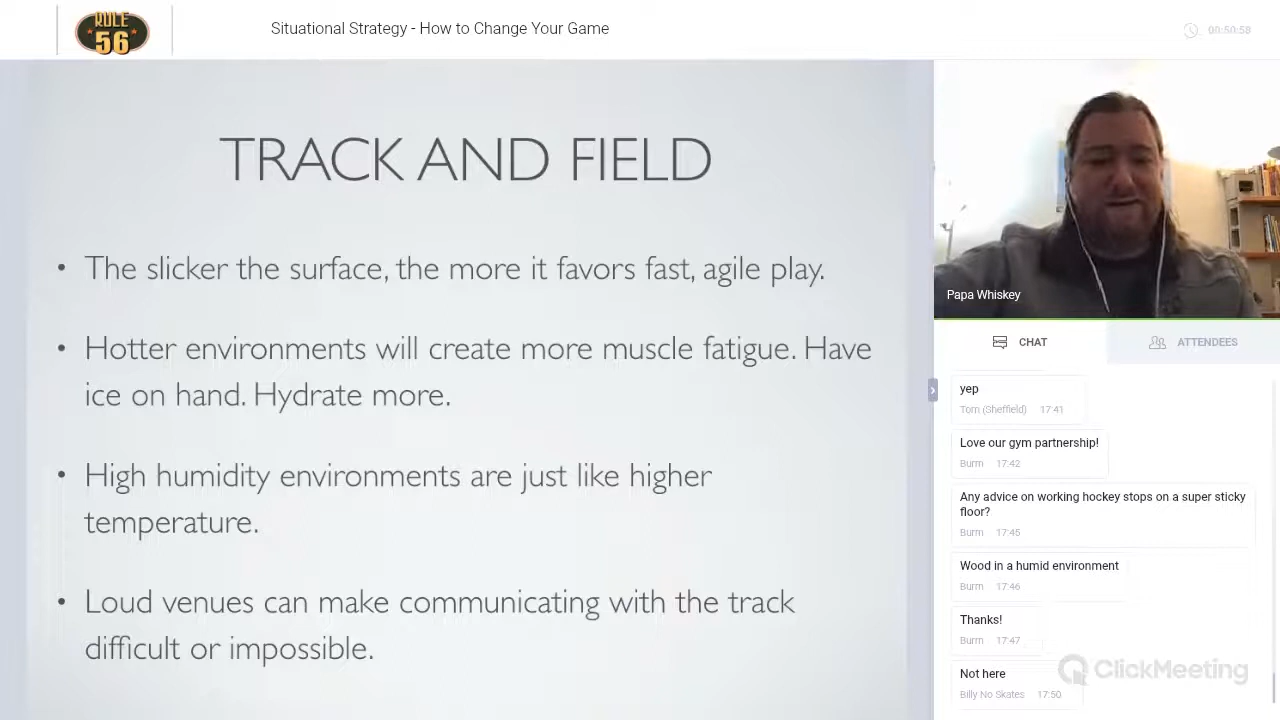 RULE
56
Situational Strategy - How to Change Your Game
00:50:58
TRACK AND FIELD
• The slicker the surface, the more it favors fast, agile play.
• Hotter environments will create more muscle fatigue. Have
ice on hand. Hydrate more.
• High humidity environments are just like higher
temperature.
• Loud venues can make communicating with the track
difficult or impossible.
Papa Whiskey
CHAT
ATTENDEES
yep
Tom (Sheffield) 17:41
Love our gym partnership!
Burm 17:42
Any advice on working hockey stops on a super sticky
floor?
Burm 17:45
Wood in a humid environment
Burm 17:46
Thanks!
Burm 17:47
Not here
Billy No Skates 17:50
ClickMeeting